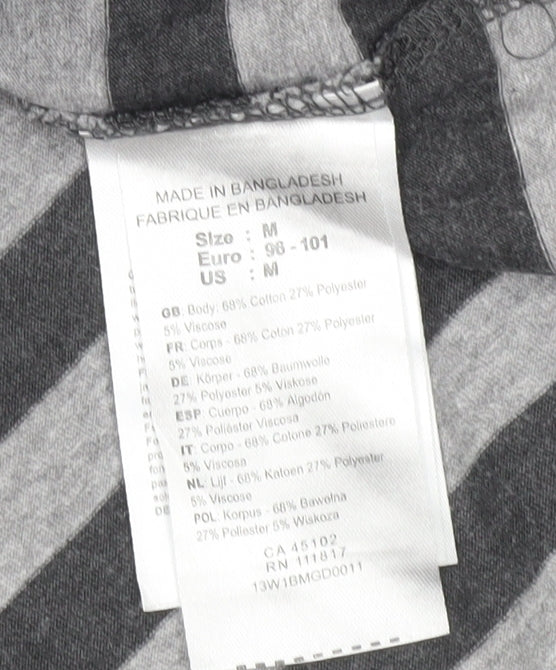 MADE IN BANGLADESH
FABRIQUE EN BANGLADESH
Size : M
Euro : 96 - 101
US : M
GB: Body: 68% Cotton 27% Polyester
5% Viscose
FR: Corps - 68% Coton 27% Polyester
5% Viscose
DE: Körper - 68% Baumwolle
27% Polyester 5% Viskose
ESP: Cuerpo - 68% Algodón
27% Poliéster Viscosa
IT: Corpo - 68% Cotone 27% Poliestere
5% Viscosa
NL: Lijf - 68% Katoen 27% Polyester
5% Viscose
POL: Korpus - 68% Bawełna
27% Poliester 5% Wiskoza
CA 45102
RN 111817
13W1BMGD0011